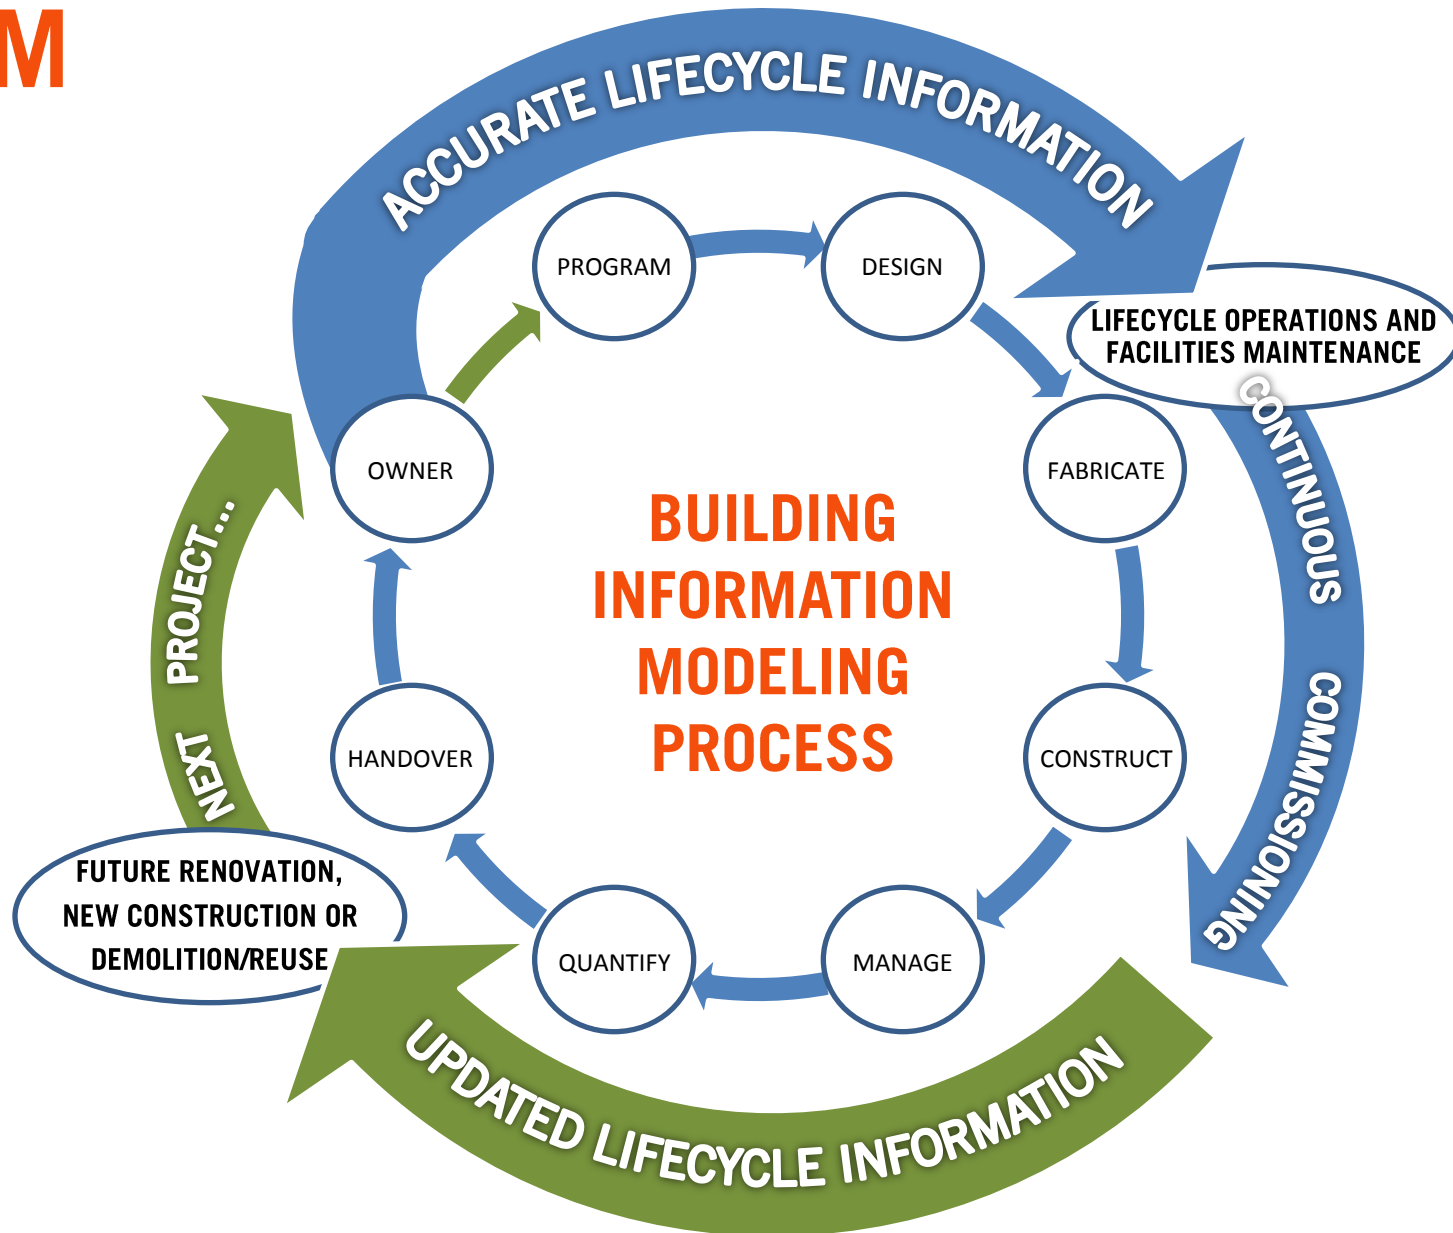 M
ACCURATE LIFECYCLE INFORMATION
PROGRAM
DESIGN
LIFECYCLE OPERATIONS AND
FACILITIES MAINTENANCE
OWNER
FABRICATE
CONTINUOUS COMMISSIONING
BUILDING
INFORMATION
MODELING
PROCESS
NEXT PROJECT...
HANDOVER
CONSTRUCT
FUTURE RENOVATION,
NEW CONSTRUCTION OR
DEMOLITION/REUSE
QUANTIFY
MANAGE
UPDATED LIFECYCLE INFORMATION